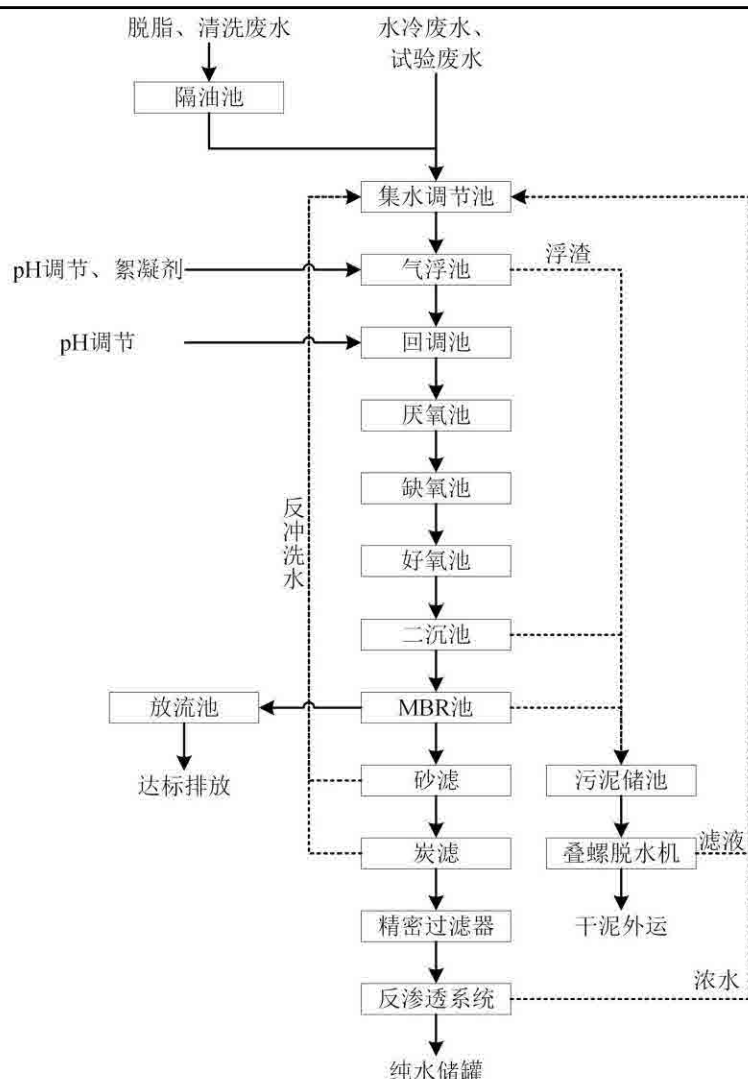 脱脂、清洗废水
水冷废水、
试验废水
隔油池
集水调节池
浮渣
pH调节、絮凝剂
气浮池
pH调节
回调池
厌氧池
缺氧池
反冲洗水
好氧池
二沉池
放流池
MBR池
达标排放
砂滤
污泥储池
炭滤
叠螺脱水机
滤液
精密过滤器
干泥外运
反渗透系统
浓水
纯水储罐